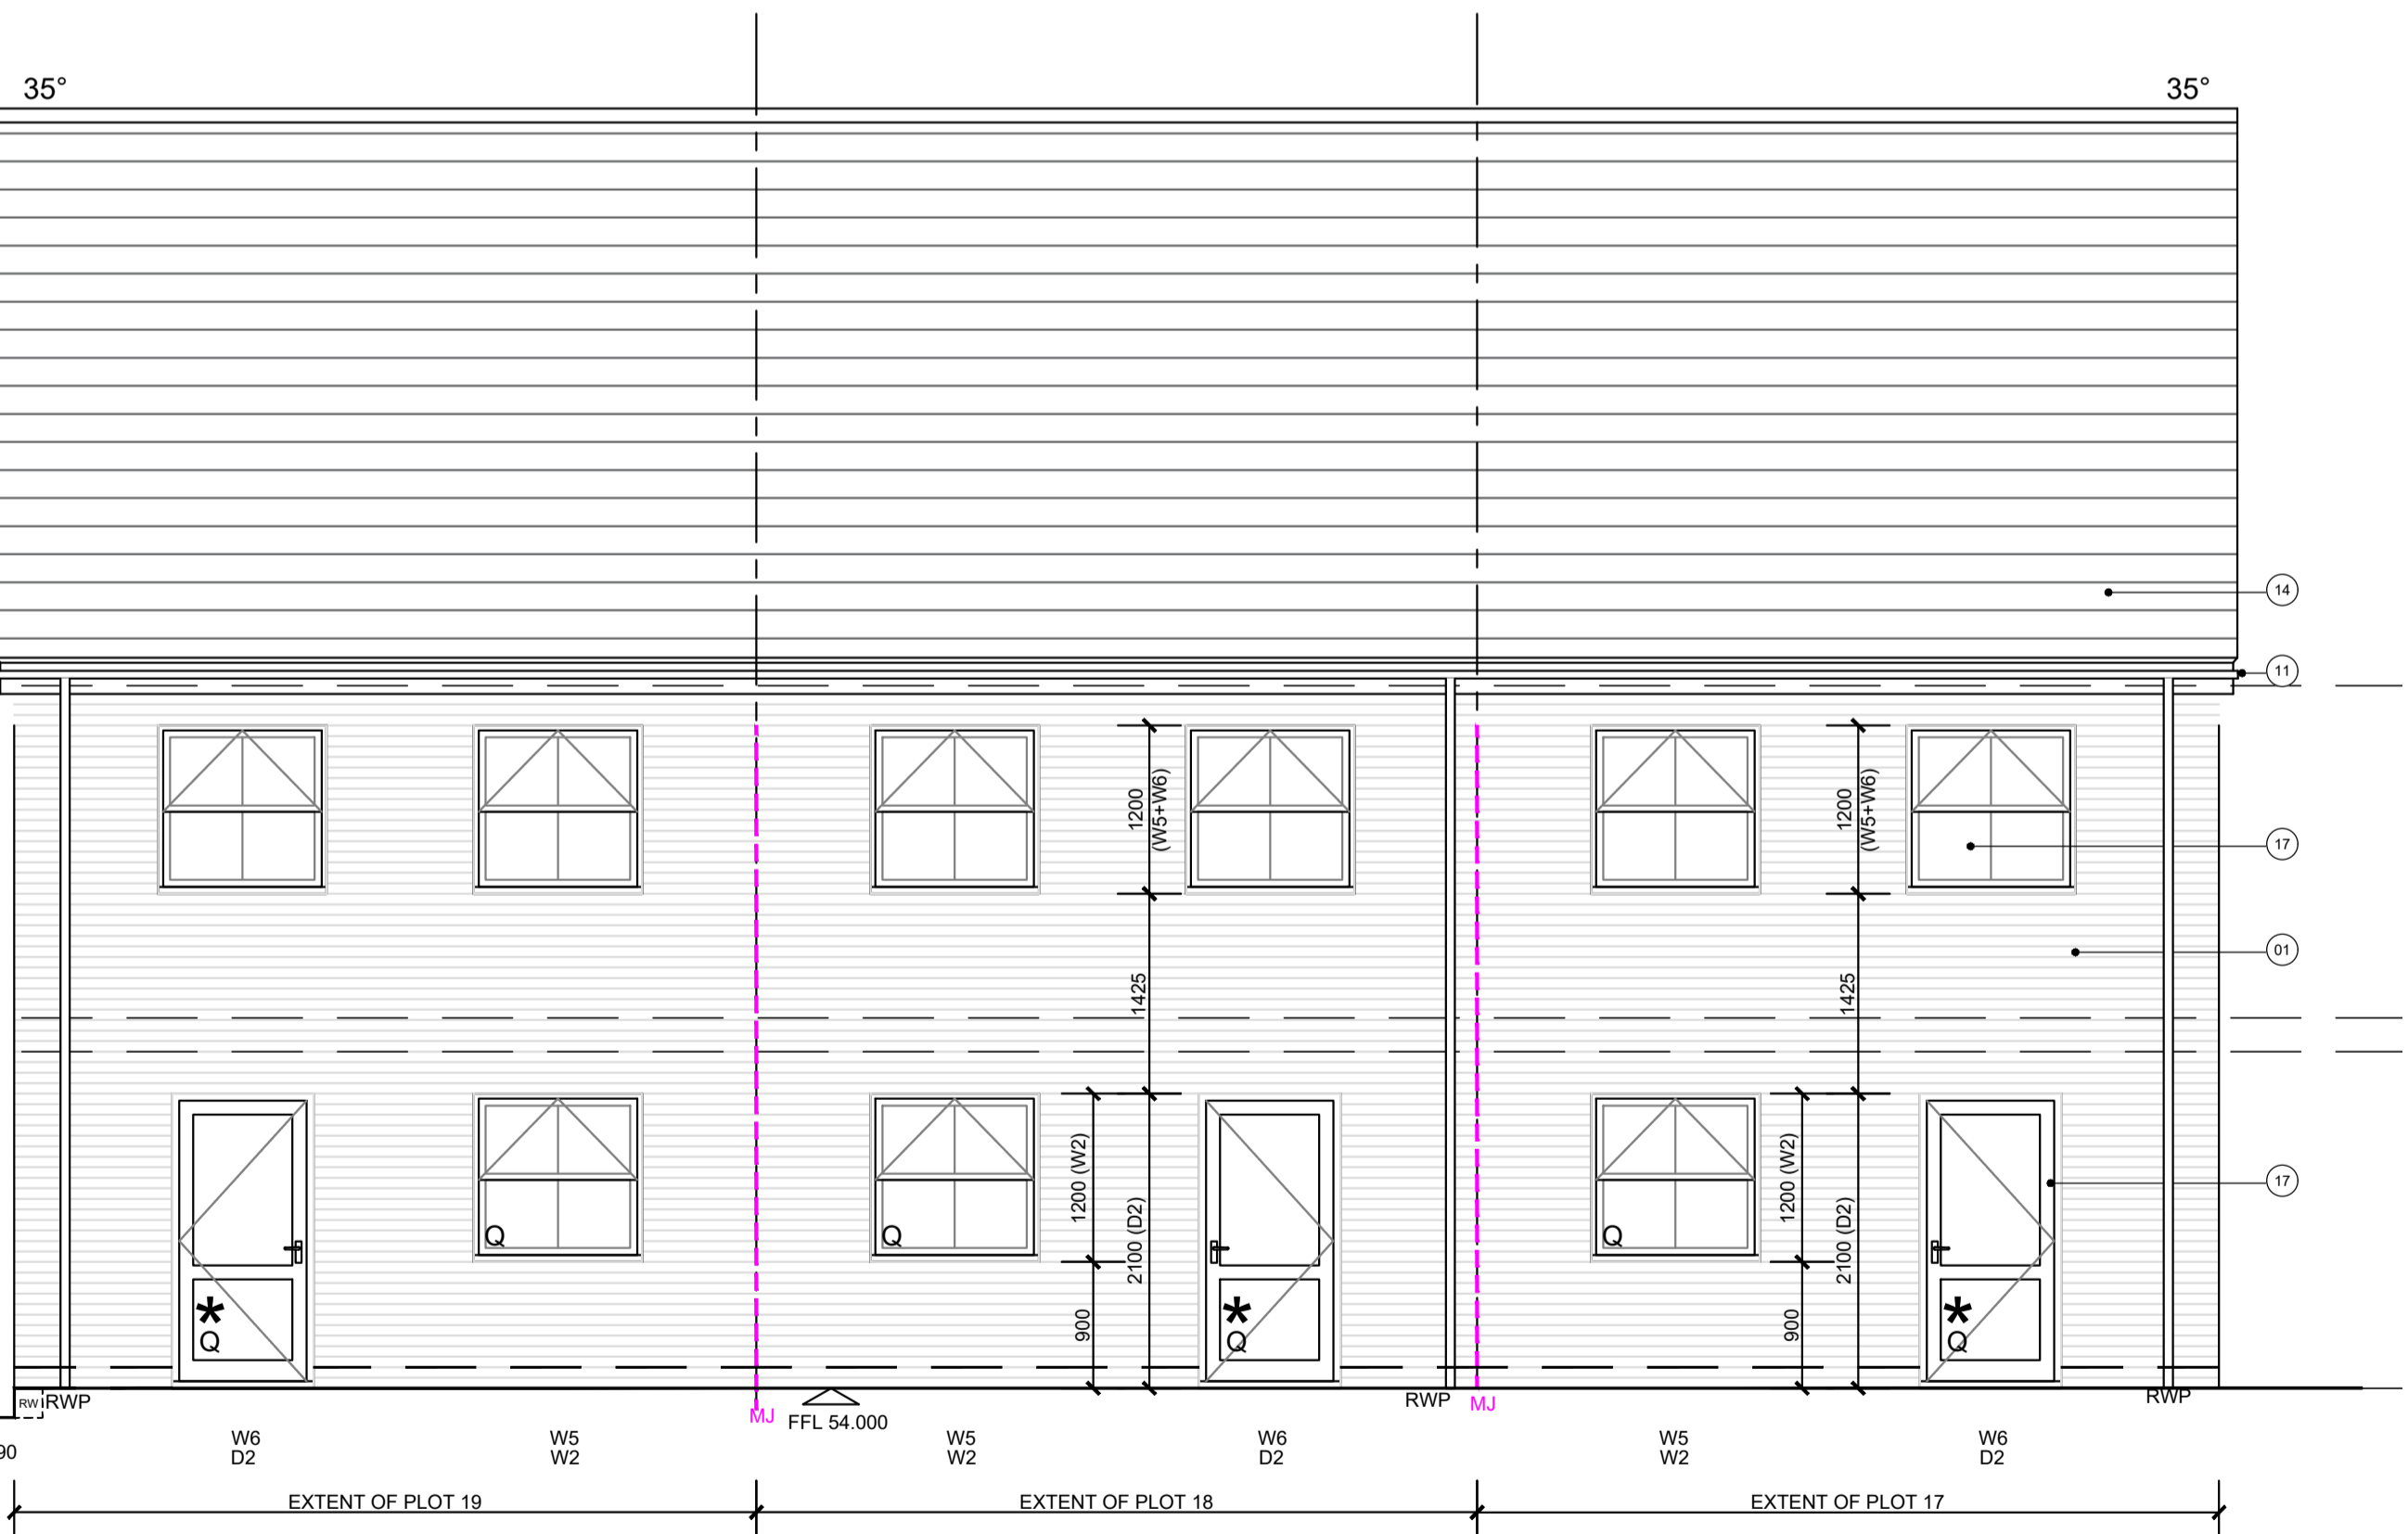 35°
35°
14
11
1200
(W5+W6)
1200
(W5+W6)
17
01
1425
1425
1200 (W2)
2100 (D2)
1200 (W2)
2100 (D2)
17
Q
Q
Q
*
Q
*
Q
*
Q
900
900
RW
RWP
MJ
FFL 54.000
RWP
MJ
RWP
90
W6
D2
W5
W2
W5
W2
W6
D2
W5
W2
W6
D2
EXTENT OF PLOT 19
EXTENT OF PLOT 18
EXTENT OF PLOT 17